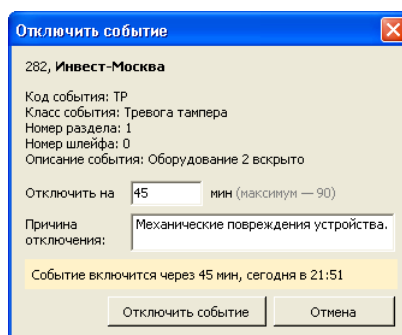 Отключить событие
282, Инвест-Москва
Код события: TP
Класс события: Тревога тампера
Номер раздела: 1
Номер шлейфа: 0
Описание события: Оборудование 2 вскрыто
Отключить на 45 мин (максимум — 90)
Причина отключения: Механические повреждения устройства.
Событие включится через 45 мин, сегодня в 21:51
Отключить событие Отмена